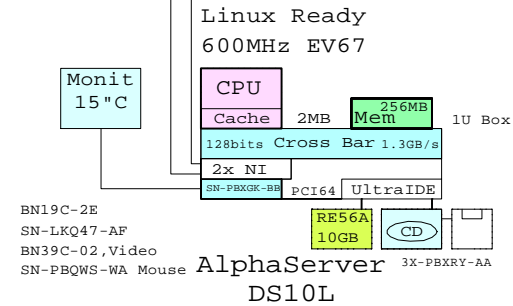 Linux Ready
600MHz EV67
Monit
15"C
CPU
Cache
2MB
256MB
Mem
1U Box
128bits Cross Bar 1.3GB/s
2x NI
SN-PBXGK-BB
PCI64
UltraIDE
BN19C-2E
SN-LKQ47-AF
BN39C-02,Video
SN-PBQWS-WA Mouse
RE56A
10GB
CD
3X-PBXRY-AA
AlphaServer
DS10L